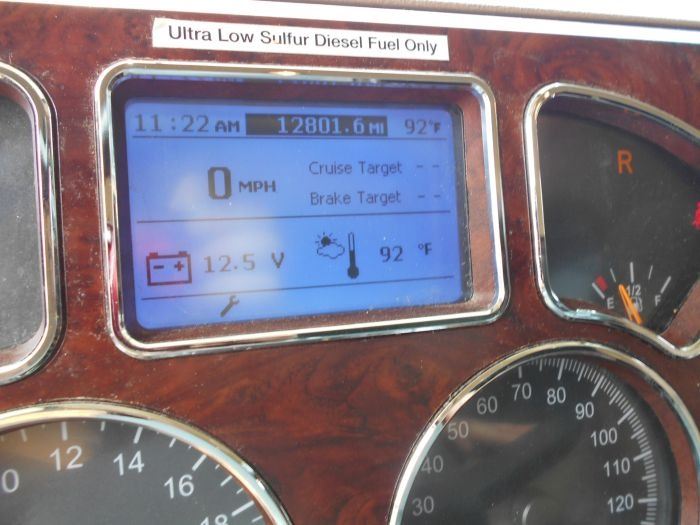 Ultra Low Sulfur Diesel Fuel Only
11:22 AM 12801.6 MI 92°F
0 MPH
Cruise Target - -
Brake Target - -
- + 12.5 V 92 °F
R
E 1/2 F
12 14 16 18
30 50 60 70 80 90 100 110 120
40